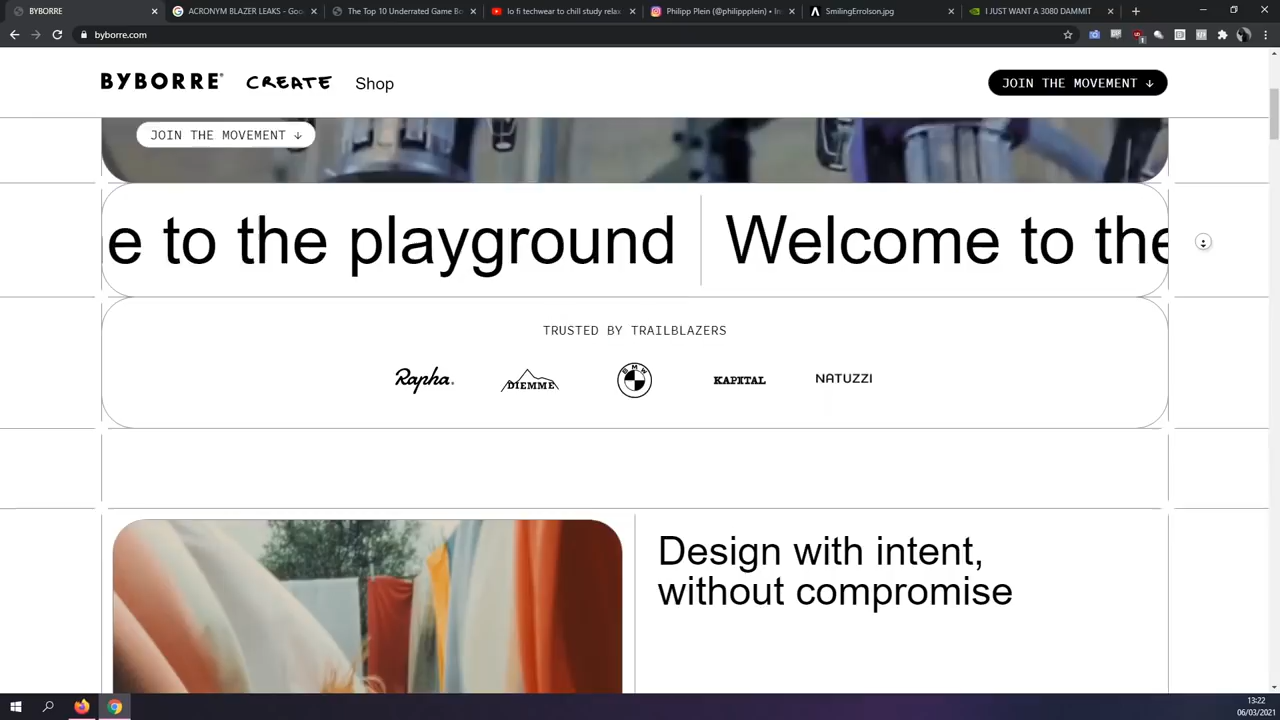 BYBORRE
ACRONYM BLAZER LEAKS - Goo
The Top 10 Underrated Game Bo
lo fi techwear to chill study relax
Philipp Plein (@philippplein) • In
SmilingErrolson.jpg
I JUST WANT A 3080 DAMMIT
byborre.com
BYBORRE®
CREATE
Shop
JOIN THE MOVEMENT ↓
JOIN THE MOVEMENT ↓
e to the playground
Welcome to the
TRUSTED BY TRAILBLAZERS
Rapha.
DIEMME
BMW
KAPITAL
NATUZZI
Design with intent,
without compromise
13:22
06/03/2021